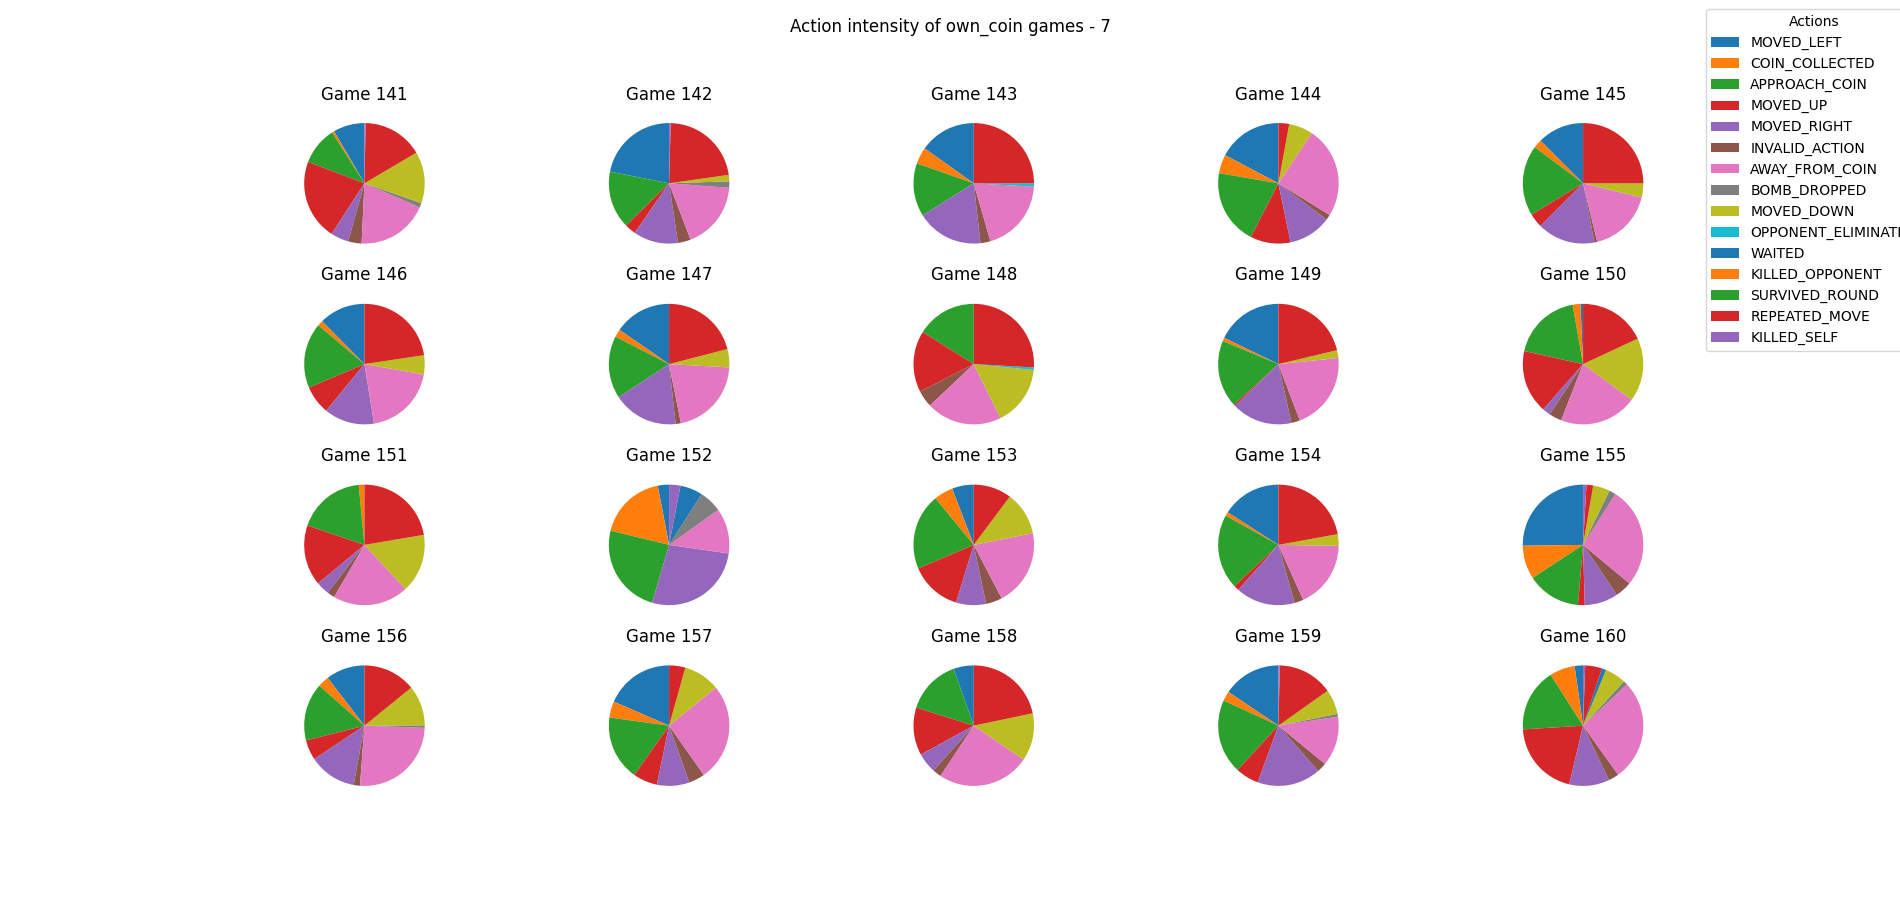 Action intensity of own_coin games - 7
Actions
MOVED_LEFT
COIN_COLLECTED
APPROACH_COIN
MOVED_UP
MOVED_RIGHT
INVALID_ACTION
AWAY_FROM_COIN
BOMB_DROPPED
MOVED_DOWN
OPPONENT_ELIMINATE
WAITED
KILLED_OPPONENT
SURVIVED_ROUND
REPEATED_MOVE
KILLED_SELF
Game 141
Game 142
Game 143
Game 144
Game 145
Game 146
Game 147
Game 148
Game 149
Game 150
Game 151
Game 152
Game 153
Game 154
Game 155
Game 156
Game 157
Game 158
Game 159
Game 160